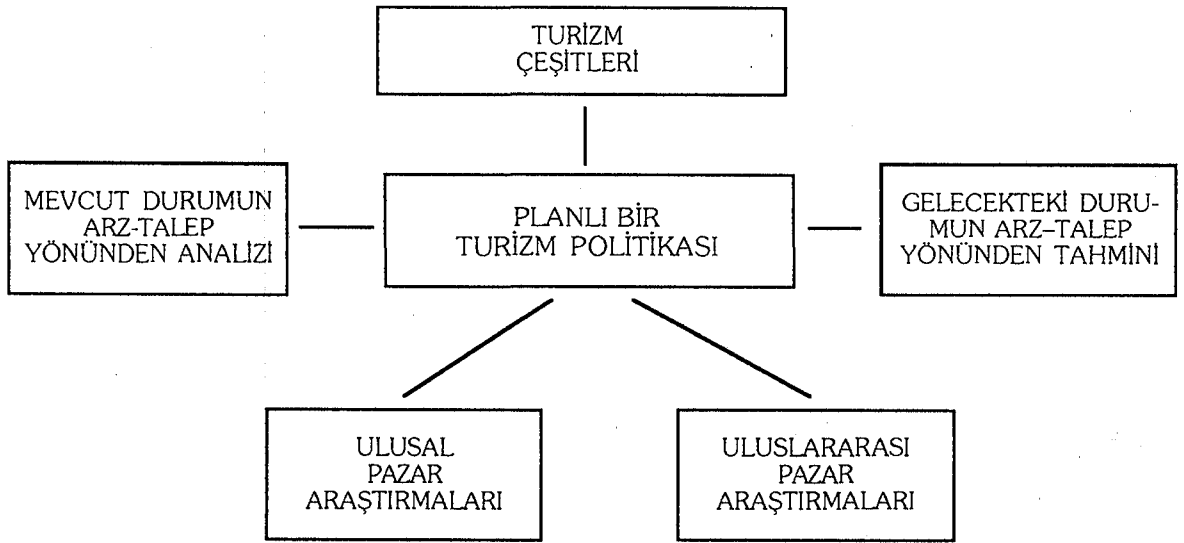 TURİZM
ÇEŞİTLERİ
MEVCUT DURUMUN
ARZ-TALEP
YÖNÜNDEN ANALİZİ
PLANLI BİR
TURİZM POLİTİKASI
GELECEKTEKİ DURU-
MUN ARZ–TALEP
YÖNÜNDEN TAHMİNİ
ULUSAL
PAZAR
ARAŞTIRMALARI
ULUSLARARASI
PAZAR
ARAŞTIRMALARI